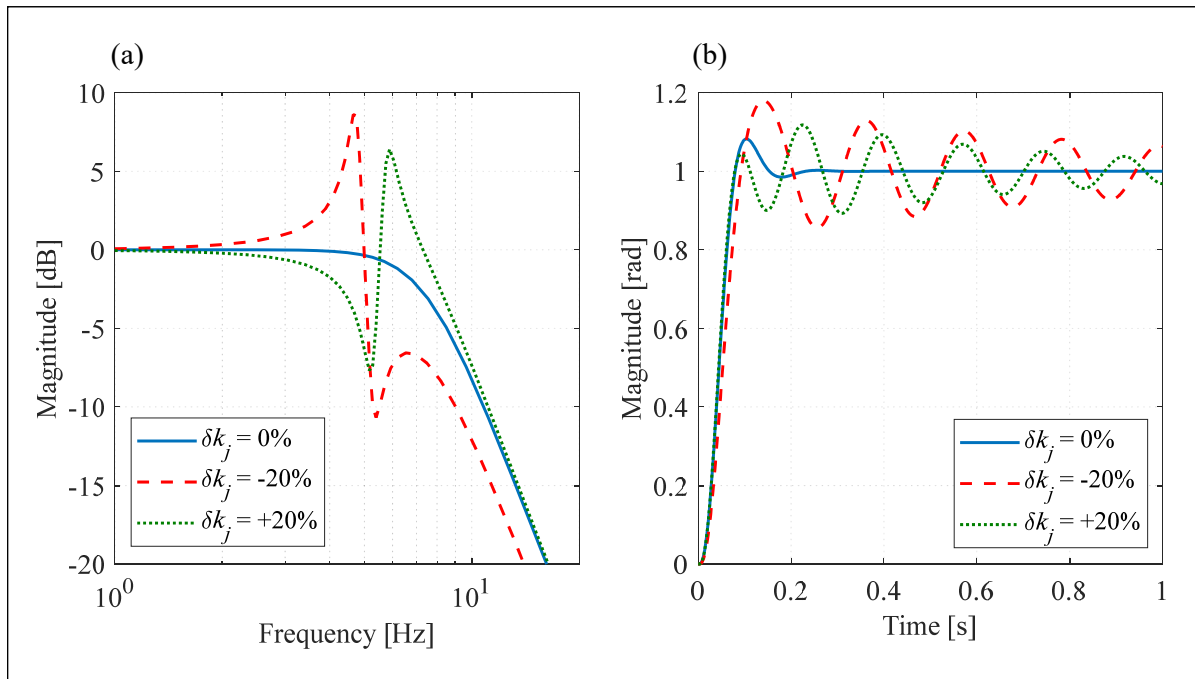 (a)
10
5
0
-5
-10
-15
-20
Magnitude [dB]
δk_j = 0%
δk_j = -20%
δk_j = +20%
10^0
10^1
Frequency [Hz]
(b)
1.2
1
0.8
0.6
0.4
0.2
0
Magnitude [rad]
δk_j = 0%
δk_j = -20%
δk_j = +20%
0
0.2
0.4
0.6
0.8
1
Time [s]